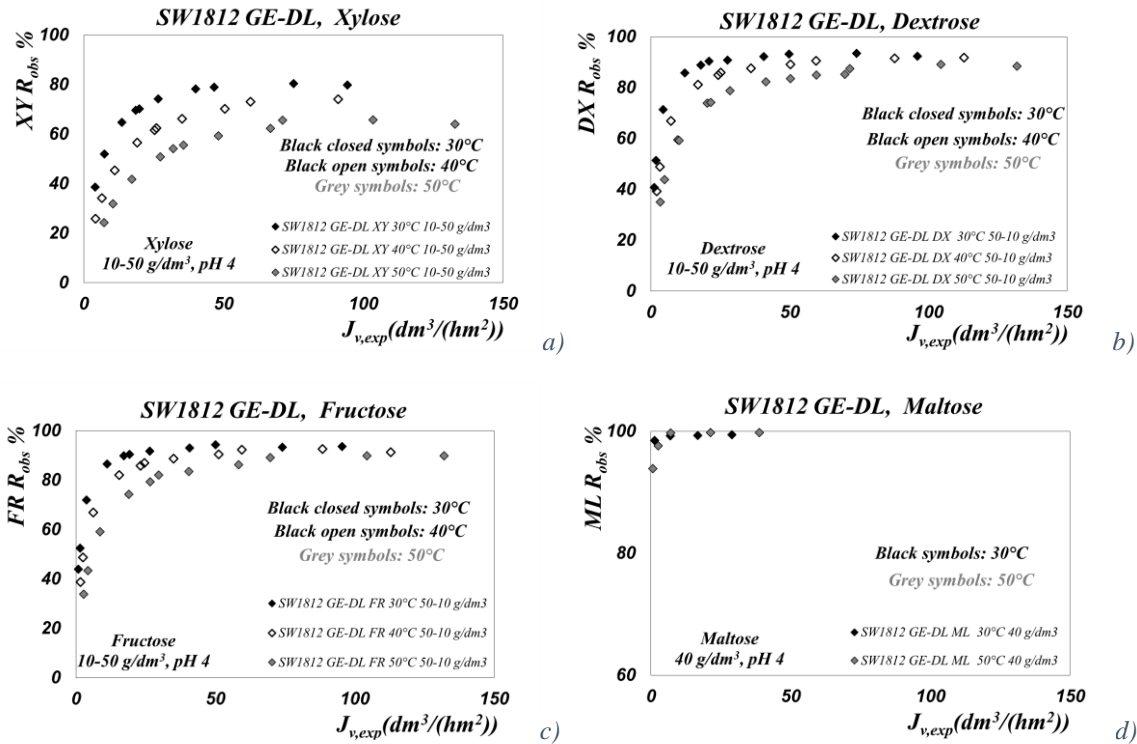 SW1812 GE-DL, Xylose
XY R_obs %
100
80
60
40
20
0
0
50
100
150
Black closed symbols: 30°C
Black open symbols: 40°C
Grey symbols: 50°C
SW1812 GE-DL XY 30°C 10-50 g/dm3
SW1812 GE-DL XY 40°C 10-50 g/dm3
SW1812 GE-DL XY 50°C 10-50 g/dm3
Xylose
10-50 g/dm³, pH 4
J_v,exp(dm³/(hm²))
a)
SW1812 GE-DL, Dextrose
DX R_obs %
100
80
60
40
20
0
0
50
100
150
Black closed symbols: 30°C
Black open symbols: 40°C
Grey symbols: 50°C
SW1812 GE-DL DX 30°C 50-10 g/dm3
SW1812 GE-DL DX 40°C 50-10 g/dm3
SW1812 GE-DL DX 50°C 50-10 g/dm3
Dextrose
10-50 g/dm³, pH 4
J_v,exp(dm³/(hm²))
b)
SW1812 GE-DL, Fructose
FR R_obs %
100
80
60
40
20
0
0
50
100
150
Black closed symbols: 30°C
Black open symbols: 40°C
Grey symbols: 50°C
SW1812 GE-DL FR 30°C 50-10 g/dm3
SW1812 GE-DL FR 40°C 50-10 g/dm3
SW1812 GE-DL FR 50°C 50-10 g/dm3
Fructose
10-50 g/dm³, pH 4
J_v,exp(dm³/(hm²))
c)
SW1812 GE-DL, Maltose
ML R_obs %
100
80
60
0
50
100
150
Black symbols: 30°C
Grey symbols: 50°C
SW1812 GE-DL ML 30°C 40 g/dm3
SW1812 GE-DL ML 50°C 40 g/dm3
Maltose
40 g/dm³, pH 4
J_v,exp(dm³/(hm²))
d)